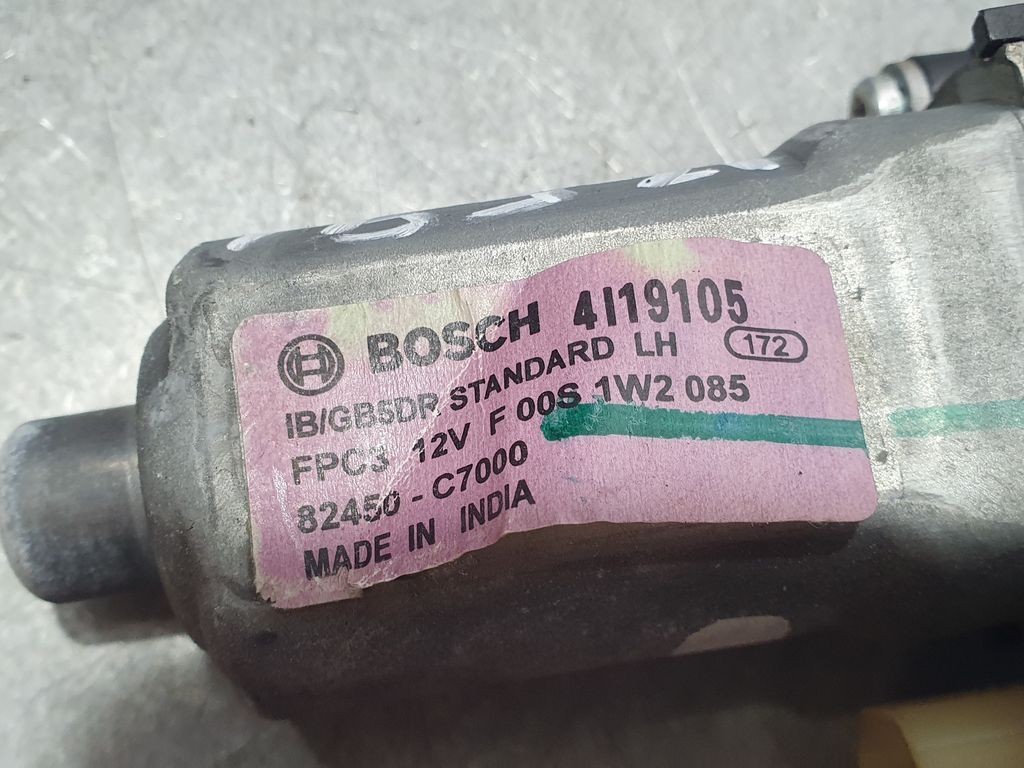 BOSCH 4I19105
IB/GB5DR STANDARD LH 172
FPC3 12V F 00S 1W2 085
82450 - C7000
MADE IN INDIA